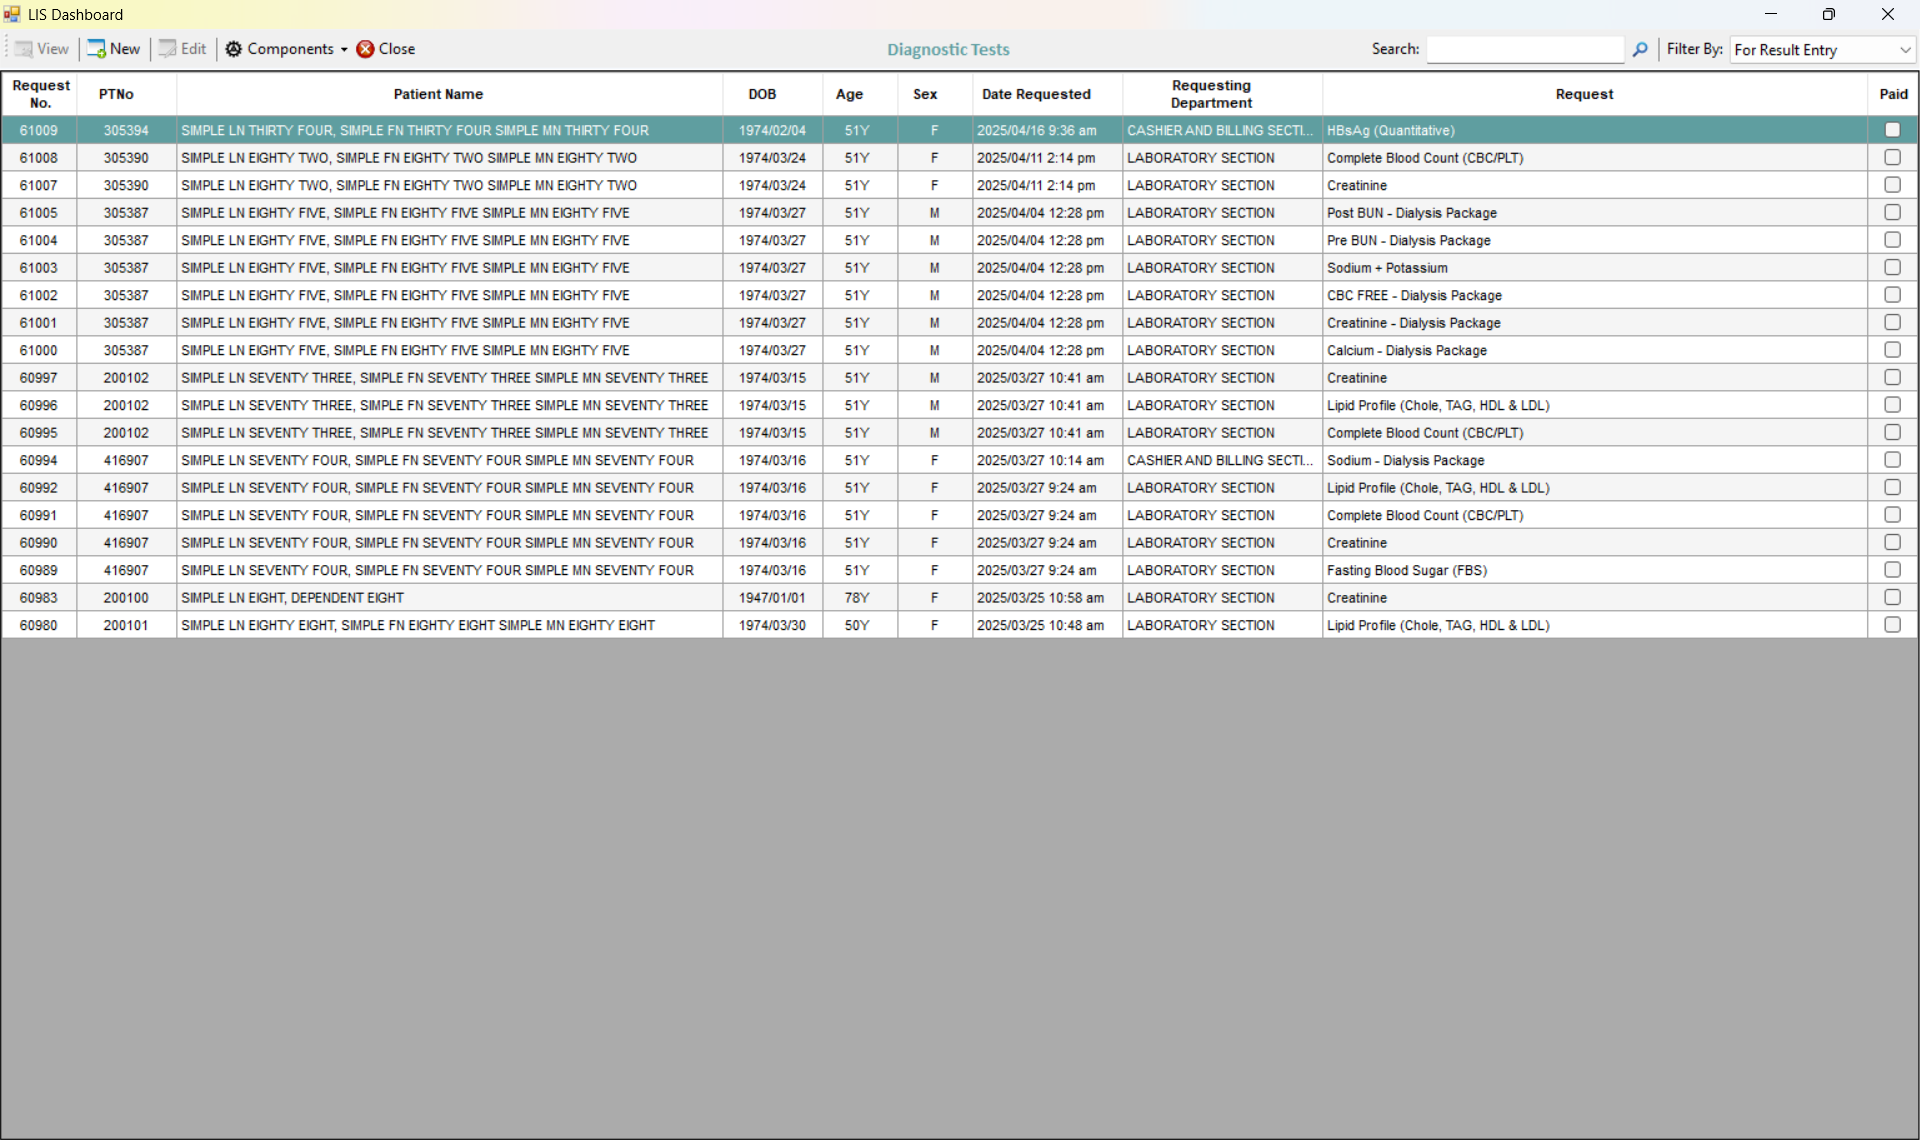 LIS Dashboard
View New Edit Components Close Diagnostic Tests Search: Filter By: For Result Entry
Request No. PTNo Patient Name DOB Age Sex Date Requested Requesting Department Request Paid
61009 305394 SIMPLE LN THIRTY FOUR, SIMPLE FN THIRTY FOUR SIMPLE MN THIRTY FOUR 1974/02/04 51Y F 2025/04/16 9:36 am CASHIER AND BILLING SECTI... HBsAg (Quantitative)
61008 305390 SIMPLE LN EIGHTY TWO, SIMPLE FN EIGHTY TWO SIMPLE MN EIGHTY TWO 1974/03/24 51Y F 2025/04/11 2:14 pm LABORATORY SECTION Complete Blood Count (CBC/PLT)
61007 305390 SIMPLE LN EIGHTY TWO, SIMPLE FN EIGHTY TWO SIMPLE MN EIGHTY TWO 1974/03/24 51Y F 2025/04/11 2:14 pm LABORATORY SECTION Creatinine
61005 305387 SIMPLE LN EIGHTY FIVE, SIMPLE FN EIGHTY FIVE SIMPLE MN EIGHTY FIVE 1974/03/27 51Y M 2025/04/04 12:28 pm LABORATORY SECTION Post BUN - Dialysis Package
61004 305387 SIMPLE LN EIGHTY FIVE, SIMPLE FN EIGHTY FIVE SIMPLE MN EIGHTY FIVE 1974/03/27 51Y M 2025/04/04 12:28 pm LABORATORY SECTION Pre BUN - Dialysis Package
61003 305387 SIMPLE LN EIGHTY FIVE, SIMPLE FN EIGHTY FIVE SIMPLE MN EIGHTY FIVE 1974/03/27 51Y M 2025/04/04 12:28 pm LABORATORY SECTION Sodium + Potassium
61002 305387 SIMPLE LN EIGHTY FIVE, SIMPLE FN EIGHTY FIVE SIMPLE MN EIGHTY FIVE 1974/03/27 51Y M 2025/04/04 12:28 pm LABORATORY SECTION CBC FREE - Dialysis Package
61001 305387 SIMPLE LN EIGHTY FIVE, SIMPLE FN EIGHTY FIVE SIMPLE MN EIGHTY FIVE 1974/03/27 51Y M 2025/04/04 12:28 pm LABORATORY SECTION Creatinine - Dialysis Package
61000 305387 SIMPLE LN EIGHTY FIVE, SIMPLE FN EIGHTY FIVE SIMPLE MN EIGHTY FIVE 1974/03/27 51Y M 2025/04/04 12:28 pm LABORATORY SECTION Calcium - Dialysis Package
60997 200102 SIMPLE LN SEVENTY THREE, SIMPLE FN SEVENTY THREE SIMPLE MN SEVENTY THREE 1974/03/15 51Y M 2025/03/27 10:41 am LABORATORY SECTION Creatinine
60996 200102 SIMPLE LN SEVENTY THREE, SIMPLE FN SEVENTY THREE SIMPLE MN SEVENTY THREE 1974/03/15 51Y M 2025/03/27 10:41 am LABORATORY SECTION Lipid Profile (Chole, TAG, HDL & LDL)
60995 200102 SIMPLE LN SEVENTY THREE, SIMPLE FN SEVENTY THREE SIMPLE MN SEVENTY THREE 1974/03/15 51Y M 2025/03/27 10:41 am LABORATORY SECTION Complete Blood Count (CBC/PLT)
60994 416907 SIMPLE LN SEVENTY FOUR, SIMPLE FN SEVENTY FOUR SIMPLE MN SEVENTY FOUR 1974/03/16 51Y F 2025/03/27 10:14 am CASHIER AND BILLING SECTI... Sodium - Dialysis Package
60992 416907 SIMPLE LN SEVENTY FOUR, SIMPLE FN SEVENTY FOUR SIMPLE MN SEVENTY FOUR 1974/03/16 51Y F 2025/03/27 9:24 am LABORATORY SECTION Lipid Profile (Chole, TAG, HDL & LDL)
60991 416907 SIMPLE LN SEVENTY FOUR, SIMPLE FN SEVENTY FOUR SIMPLE MN SEVENTY FOUR 1974/03/16 51Y F 2025/03/27 9:24 am LABORATORY SECTION Complete Blood Count (CBC/PLT)
60990 416907 SIMPLE LN SEVENTY FOUR, SIMPLE FN SEVENTY FOUR SIMPLE MN SEVENTY FOUR 1974/03/16 51Y F 2025/03/27 9:24 am LABORATORY SECTION Creatinine
60989 416907 SIMPLE LN SEVENTY FOUR, SIMPLE FN SEVENTY FOUR SIMPLE MN SEVENTY FOUR 1974/03/16 51Y F 2025/03/27 9:24 am LABORATORY SECTION Fasting Blood Sugar (FBS)
60983 200100 SIMPLE LN EIGHT, DEPENDENT EIGHT 1947/01/01 78Y F 2025/03/25 10:58 am LABORATORY SECTION Creatinine
60980 200101 SIMPLE LN EIGHTY EIGHT, SIMPLE FN EIGHTY EIGHT SIMPLE MN EIGHTY EIGHT 1974/03/30 50Y F 2025/03/25 10:48 am LABORATORY SECTION Lipid Profile (Chole, TAG, HDL & LDL)